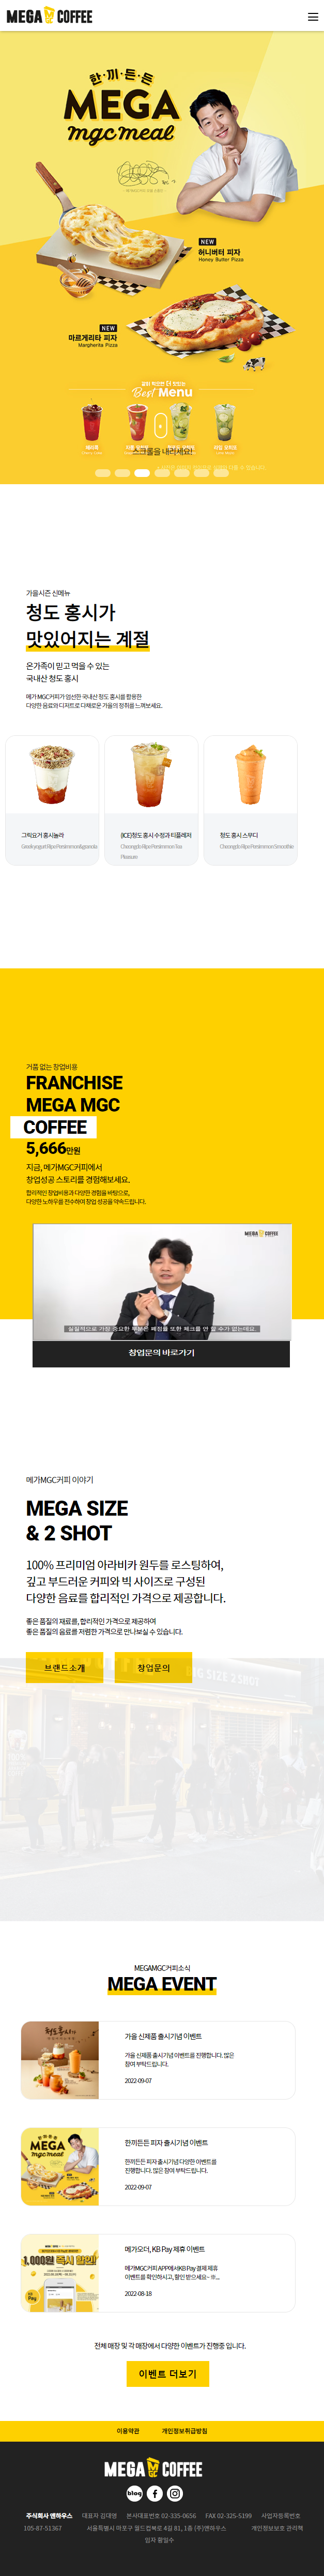 MEGA COFFEE
한·끼·든·든
MEGA
mgc meal
NEW
허니버터 피자
Honey Butter Pizza
NEW
마르게리타 피자
Margherita Pizza
같이 먹으면 더 맛있는
Best Menu
스크롤을 내리세요!
가을시즌 신메뉴
청도 홍시가
맛있어지는 계절
온가족이 믿고 먹을 수 있는
국내산 청도 홍시
메가MGC커피가 엄선한 국내산 청도 홍시를 활용한
다양한 음료와 디저트로 다채로운 가을의 정취를 느껴보세요.
그릭요거 홍시놀라
Greek yogurt Ripe Persimmon&granola
(ICE)청도 홍시 수정과 티플레저
Cheongdo Ripe Persimmon Tea
Pleasure
청도 홍시 스무디
Cheongdo Ripe Persimmon Smoothie
거품 없는 창업비용
FRANCHISE
MEGA MGC
COFFEE
5,666만원
지금, 메가MGC커피에서
창업성공 스토리를 경험해보세요.
합리적인 창업비용과 다양한 경험을 바탕으로,
다양한 노하우를 전수하여 창업 성공을 약속드립니다.
MEGA COFFEE
실질적으로 가장 중요한 부분은 폐점률 또한 체크를 안 할 수가 없는데요.
창업문의 바로가기
메가MGC커피 이야기
MEGA SIZE
& 2 SHOT
100% 프리미엄 아라비카 원두를 로스팅하여,
깊고 부드러운 커피와 빅 사이즈로 구성된
다양한 음료를 합리적인 가격으로 제공합니다.
좋은 품질의 재료를, 합리적인 가격으로 제공하여
좋은 품질의 음료를 저렴한 가격으로 만나보실 수 있습니다.
브랜드소개
창업문의
BIG SIZE 2 SHOT
MEGAMGC커피소식
MEGA EVENT
가을 신제품 출시기념 이벤트
가을 신제품 출시기념 이벤트를 진행합니다. 많은
참여 부탁드립니다.
2022-09-07
MEGA
mgc meal
한끼든든 피자 출시기념 이벤트
한끼든든 피자 출시기념 다양한 이벤트를
진행합니다. 많은 참여 부탁드립니다.
2022-09-07
1,000원 즉시 할인!
메가오더, KB Pay 제휴 이벤트
메가MGC커피 APP에서 KB Pay 결제 제휴
이벤트를 확인하시고, 할인 받으세요~ ※...
2022-08-18
전체 매장 및 각 매장에서 다양한 이벤트가 진행중 입니다.
이벤트 더보기
이용약관
개인정보취급방침
MEGA COFFEE
blog
주식회사 앤하우스 대표자 김대영 본사대표번호 02-335-0656 FAX 02-325-5199 사업자등록번호
105-87-51367 서울특별시 마포구 월드컵북로 4길 81, 1층 (주)앤하우스 개인정보보호 관리책
임자 황일수